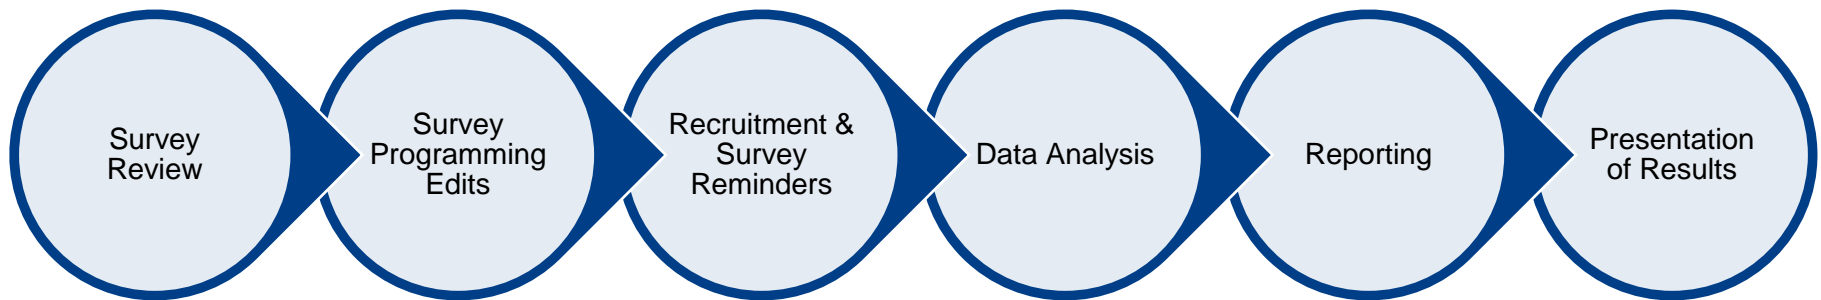 Survey
Review
Survey
Programming
Edits
Recruitment &
Survey
Reminders
Data Analysis
Reporting
Presentation
of Results